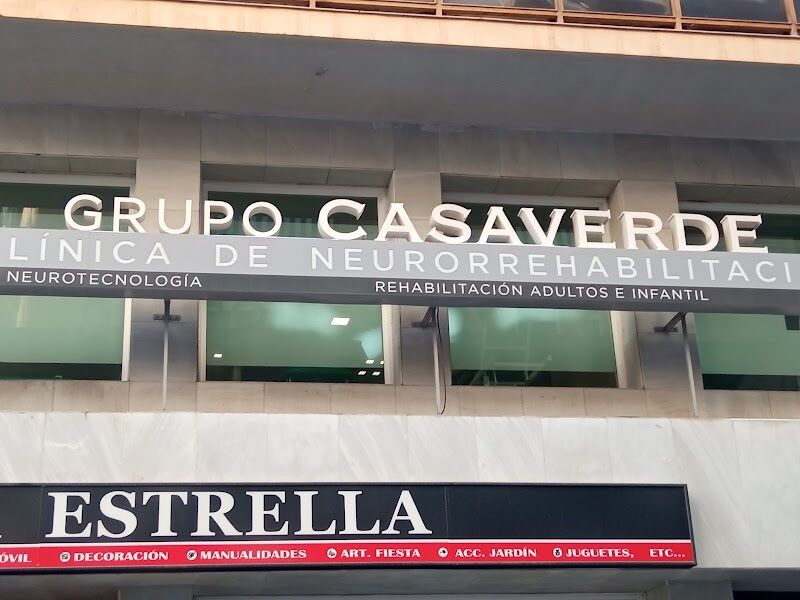 GRUPO CASAVERDE
LÍNICA DE NEURORREHABILITACI
NEUROTECNOLOGÍA REHABILITACIÓN ADULTOS E INFANTIL
ESTRELLA
ÓVIL DECORACIÓN MANUALIDADES ART. FIESTA ACC. JARDÍN JUGUETES, ETC...